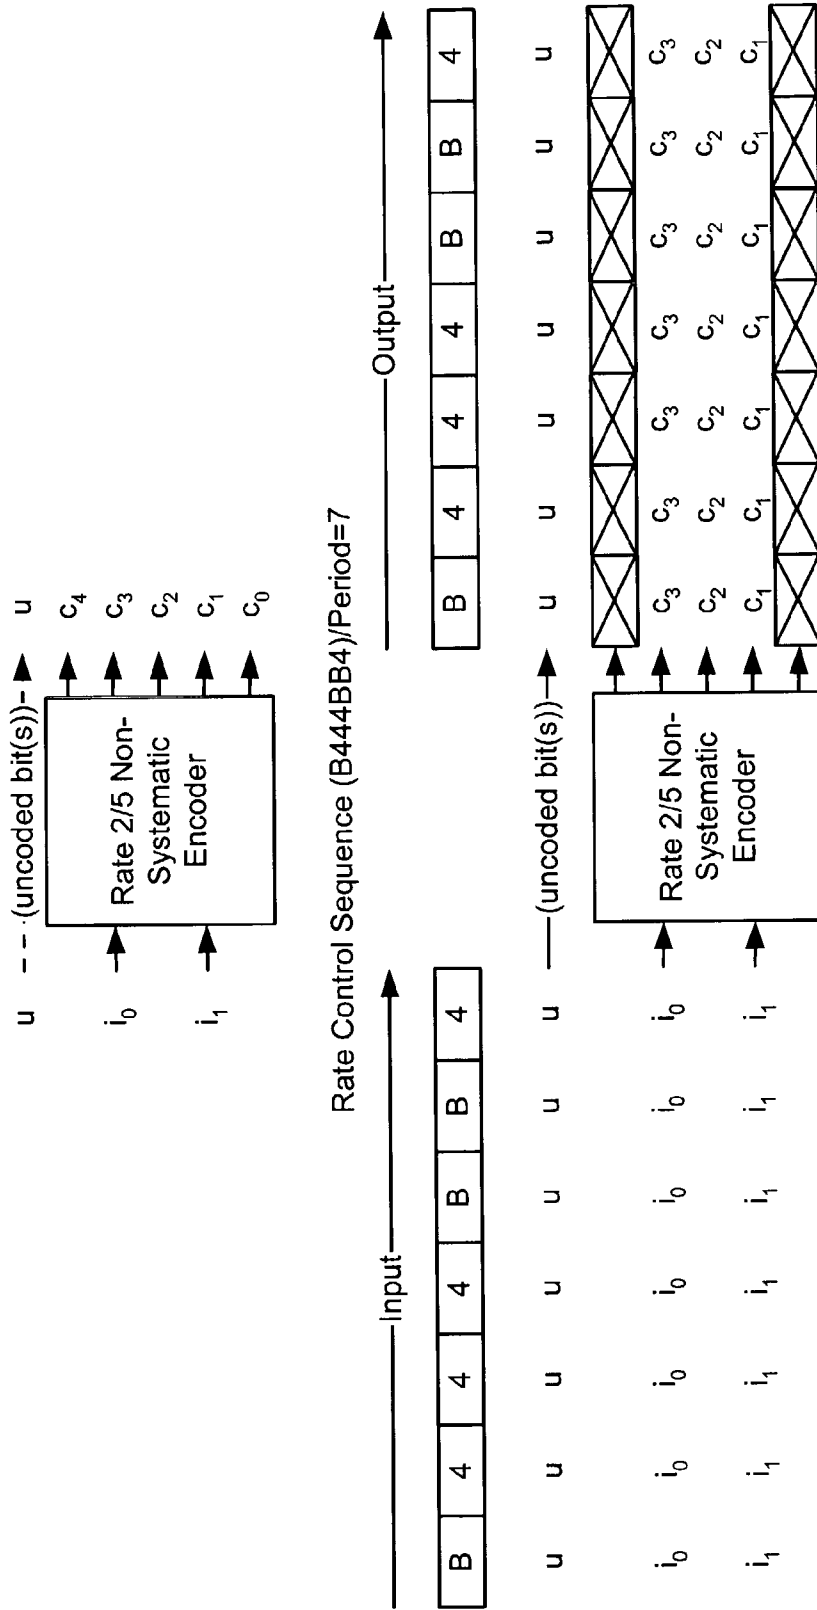 u (uncoded bit(s)) u
c4
i0 Rate 2/5 Non- c3
Systematic c2
i1 Encoder c1
c0
Rate Control Sequence (B444BB4)/Period=7
Input Output
B 4 4 4 B B 4 B 4 4 4 B B 4
u u u u u u u (uncoded bit(s)) u u u u u u u
i0 i0 i0 i0 i0 i0 i0 Rate 2/5 Non- c3 c3 c3 c3 c3 c3 c3
Systematic c2 c2 c2 c2 c2 c2 c2
i1 i1 i1 i1 i1 i1 i1 Encoder c1 c1 c1 c1 c1 c1 c1